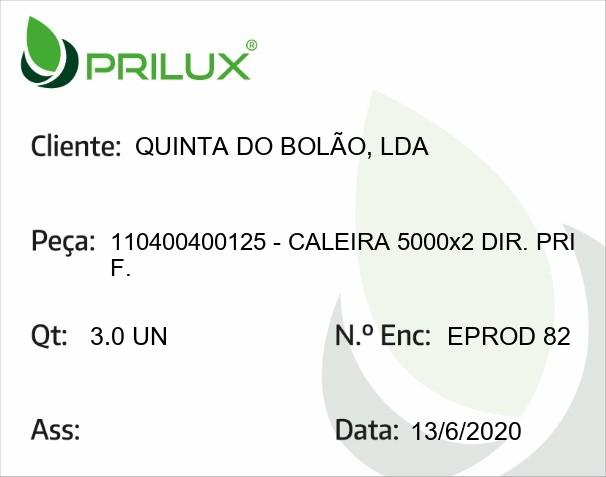 PRILUX®
Cliente: QUINTA DO BOLÃO, LDA
Peça: 110400400125 - CALEIRA 5000x2 DIR. PRI
F.
Qt: 3.0 UN N.º Enc: EPROD 82
Ass: Data: 13/6/2020